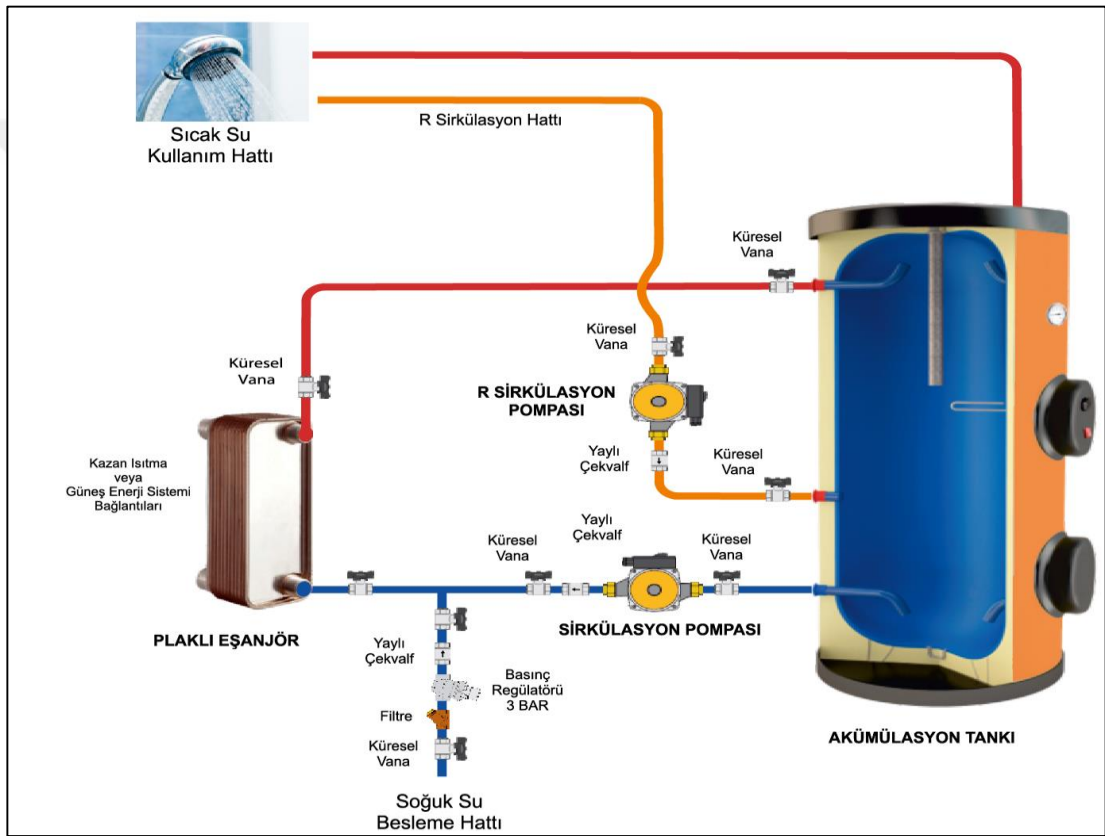 R Sirkülasyon Hattı
Sıcak Su
Kullanım Hattı
Küresel
Vana
Küresel
Vana
Küresel
Vana
R SİRKÜLASYON
POMPASI
Kazan Isıtma
veya
Güneş Enerji Sistemi
Bağlantıları
Yaylı
Çekvalf
Küresel
Vana
Yaylı
Çekvalf
Küresel
Vana
Küresel
Vana
PLAKLI EŞANJÖR
SİRKÜLASYON POMPASI
Yaylı
Çekvalf
Basınç
Regülatörü
3 BAR
Filtre
Küresel
Vana
AKÜMÜLASYON TANKI
Soğuk Su
Besleme Hattı